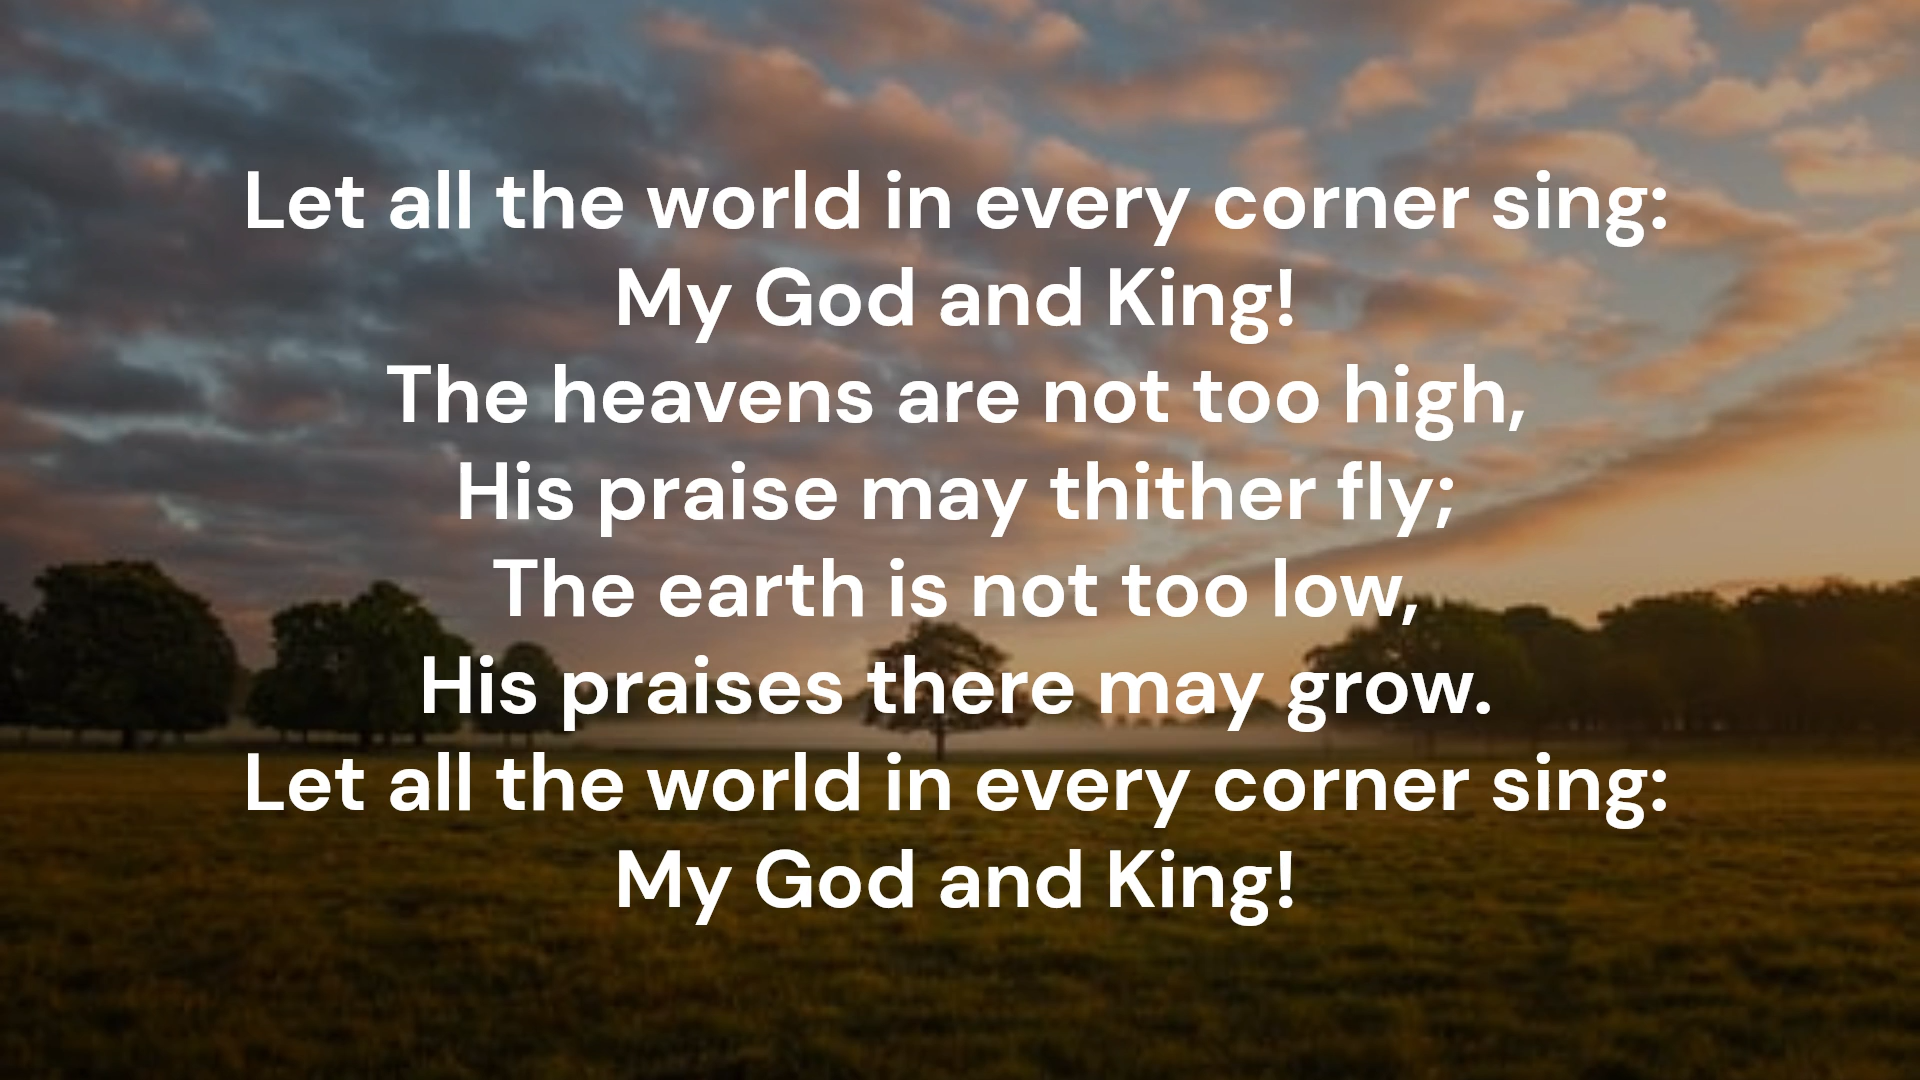 Let all the world in every corner sing:
My God and King!
The heavens are not too high,
His praise may thither fly;
The earth is not too low,
His praises there may grow.
Let all the world in every corner sing:
My God and King!